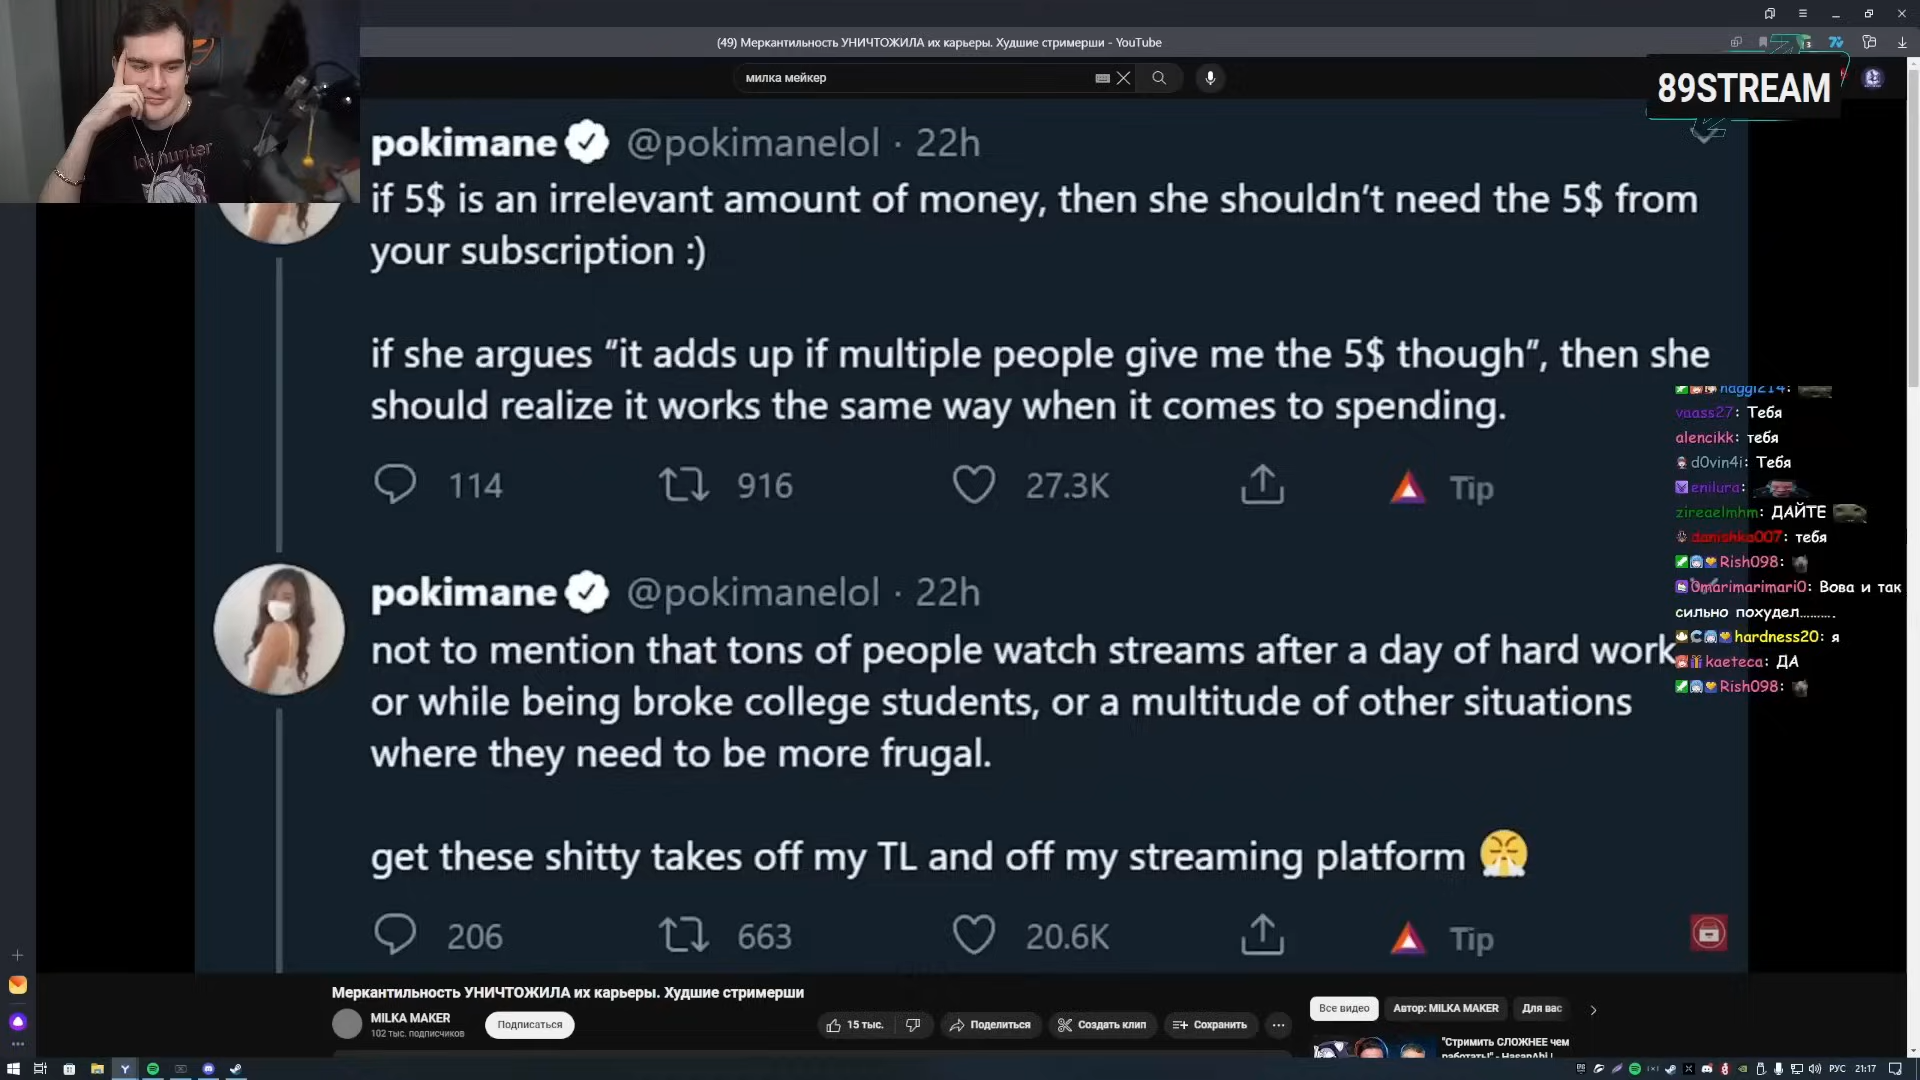 (49) Меркантильность УНИЧТОЖИЛА их карьеры. Худшие стримерши - YouTube
милка мейкер
89STREAM
loli hunter
pokimane @pokimanelol · 22h
if 5$ is an irrelevant amount of money, then she shouldn’t need the 5$ from
your subscription :)
if she argues “it adds up if multiple people give me the 5$ though”, then she
should realize it works the same way when it comes to spending.
114 916 27.3K Tip
pokimane @pokimanelol · 22h
not to mention that tons of people watch streams after a day of hard work
or while being broke college students, or a multitude of other situations
where they need to be more frugal.
get these shitty takes off my TL and off my streaming platform
206 663 20.6K Tip
naggi214:
vaass27: Тебя
alencikk: тебя
d0vin4i: Тебя
enilura:
zireaelmhm: ДАЙТЕ
danishka007: тебя
Rish098:
0marimarimari0: Вова и так
сильно похудел..........
hardness20: я
kaeteca: ДА
Rish098:
Меркантильность УНИЧТОЖИЛА их карьеры. Худшие стримерши
MILKA MAKER
102 тыс. подписчиков
Подписаться
15 тыс.
Поделиться
Создать клип
Сохранить
Все видео
Автор: MILKA MAKER
Для вас
"Стримить СЛОЖНЕЕ чем
работать!" - HasanAbi |
РУС 21:17